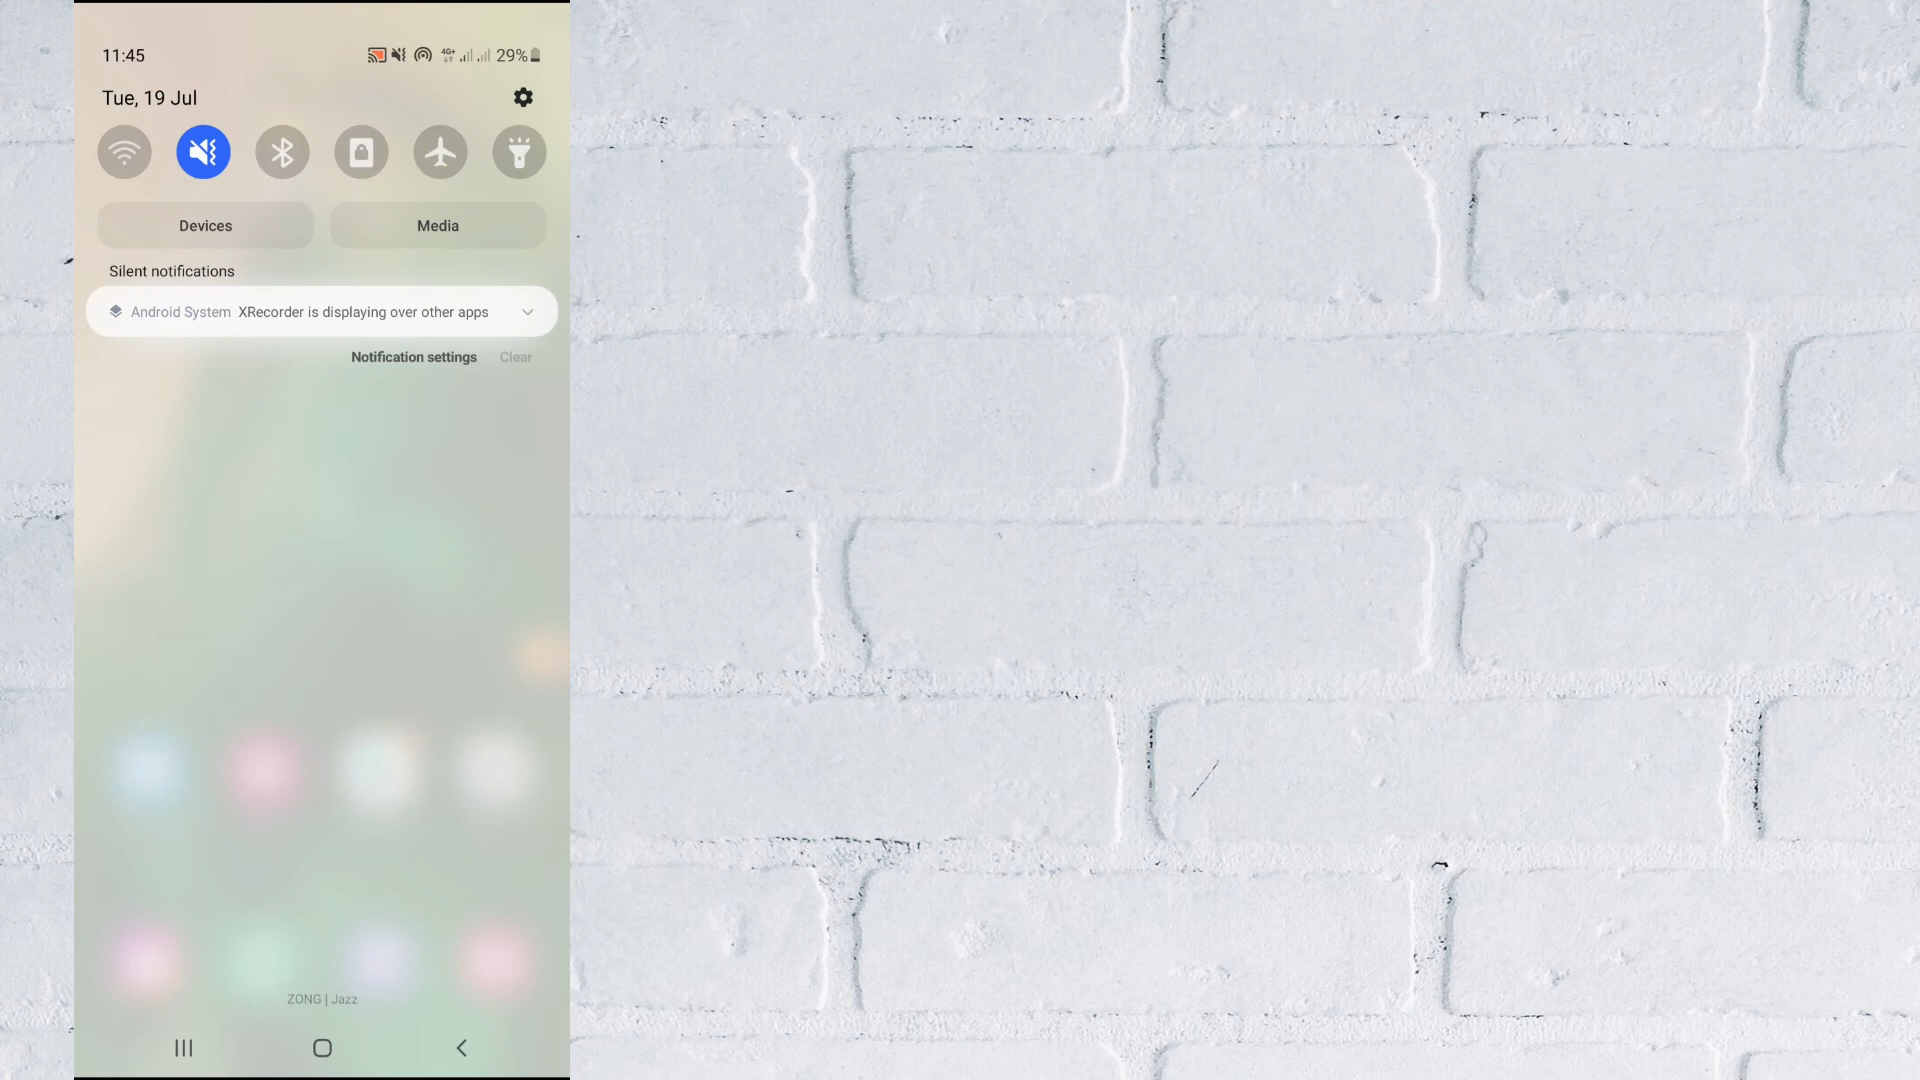 11:45
4G+
29%
Tue, 19 Jul
Devices
Media
Silent notifications
Android System XRecorder is displaying over other apps
Notification settings
Clear
ZONG | Jazz